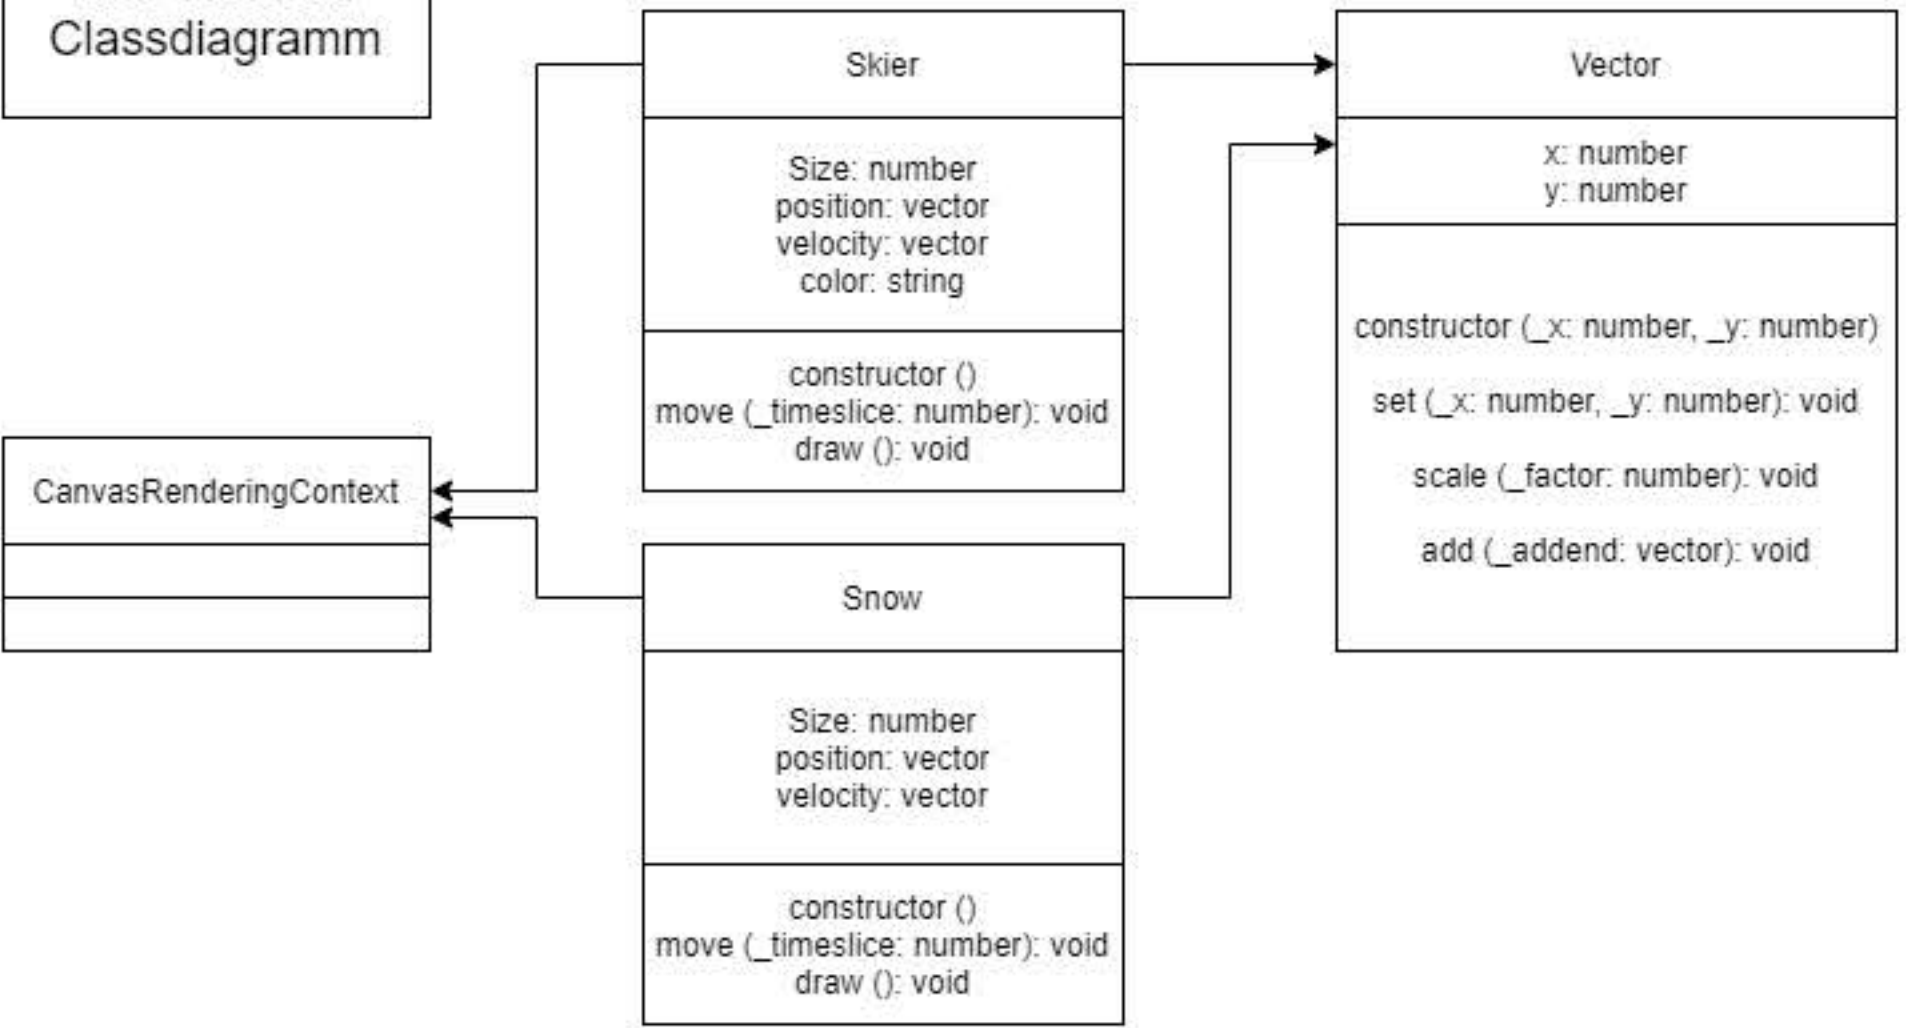 Classdiagramm
Skier
Size: number
position: vector
velocity: vector
color: string
constructor ()
move (_timeslice: number): void
draw (): void
Vector
x: number
y: number
constructor (_x: number, _y: number)
set (_x: number, _y: number): void
scale (_factor: number): void
add (_addend: vector): void
CanvasRenderingContext
Snow
Size: number
position: vector
velocity: vector
constructor ()
move (_timeslice: number): void
draw (): void